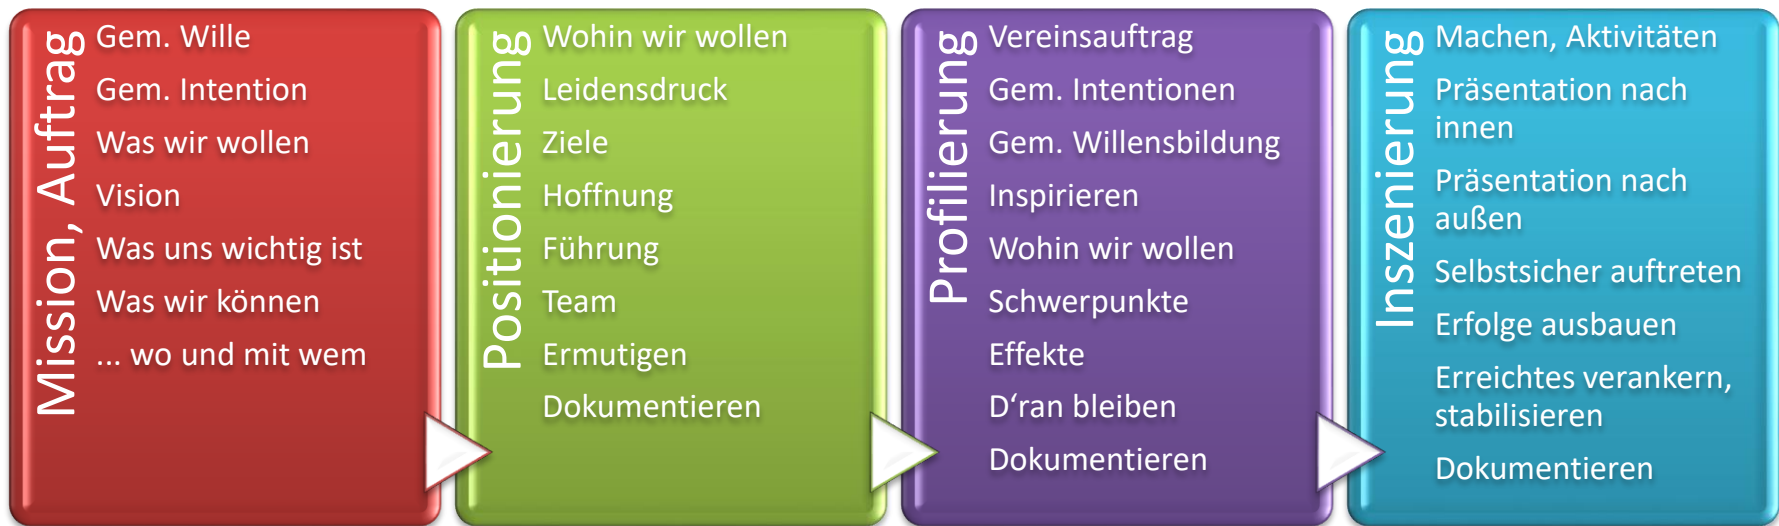 Mission, Auftrag
Gem. Wille
Gem. Intention
Was wir wollen
Vision
Was uns wichtig ist
Was wir können
... wo und mit wem
Positionierung
Wohin wir wollen
Leidensdruck
Ziele
Hoffnung
Führung
Team
Ermutigen
Dokumentieren
Profilierung
Vereinsauftrag
Gem. Intentionen
Gem. Willensbildung
Inspirieren
Wohin wir wollen
Schwerpunkte
Effekte
D‘ran bleiben
Dokumentieren
Inszenierung
Machen, Aktivitäten
Präsentation nach
innen
Präsentation nach
außen
Selbstsicher auftreten
Erfolge ausbauen
Erreichtes verankern,
stabilisieren
Dokumentieren